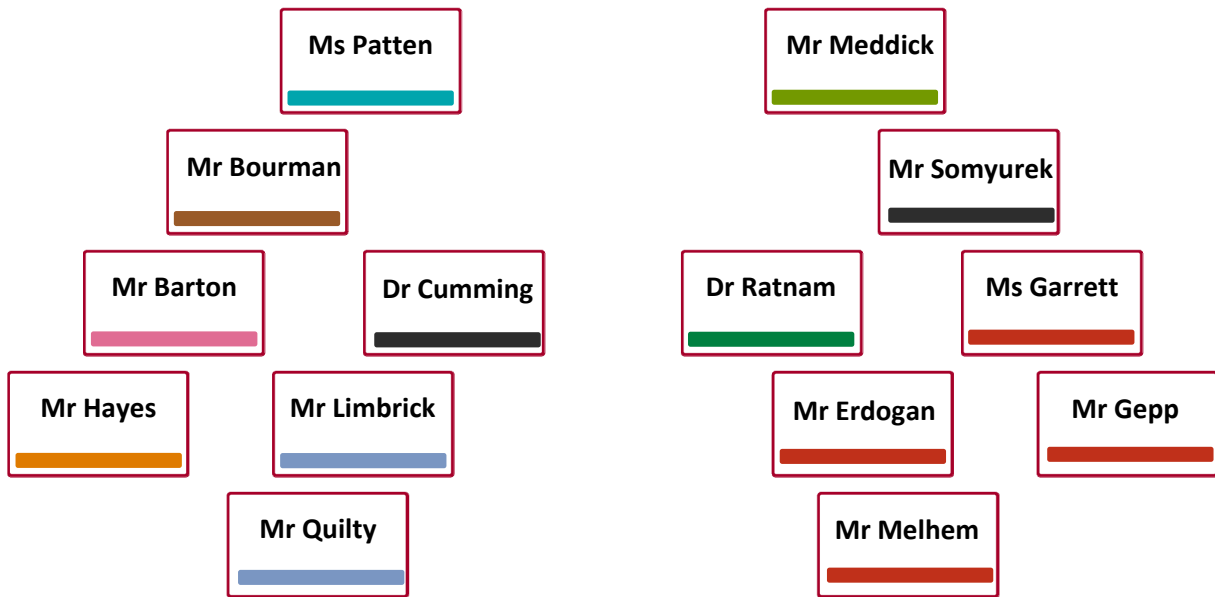 Ms Patten
Mr Meddick
Mr Bourman
Mr Somyurek
Mr Barton
Dr Cumming
Dr Ratnam
Ms Garrett
Mr Hayes
Mr Limbrick
Mr Erdogan
Mr Gepp
Mr Quilty
Mr Melhem